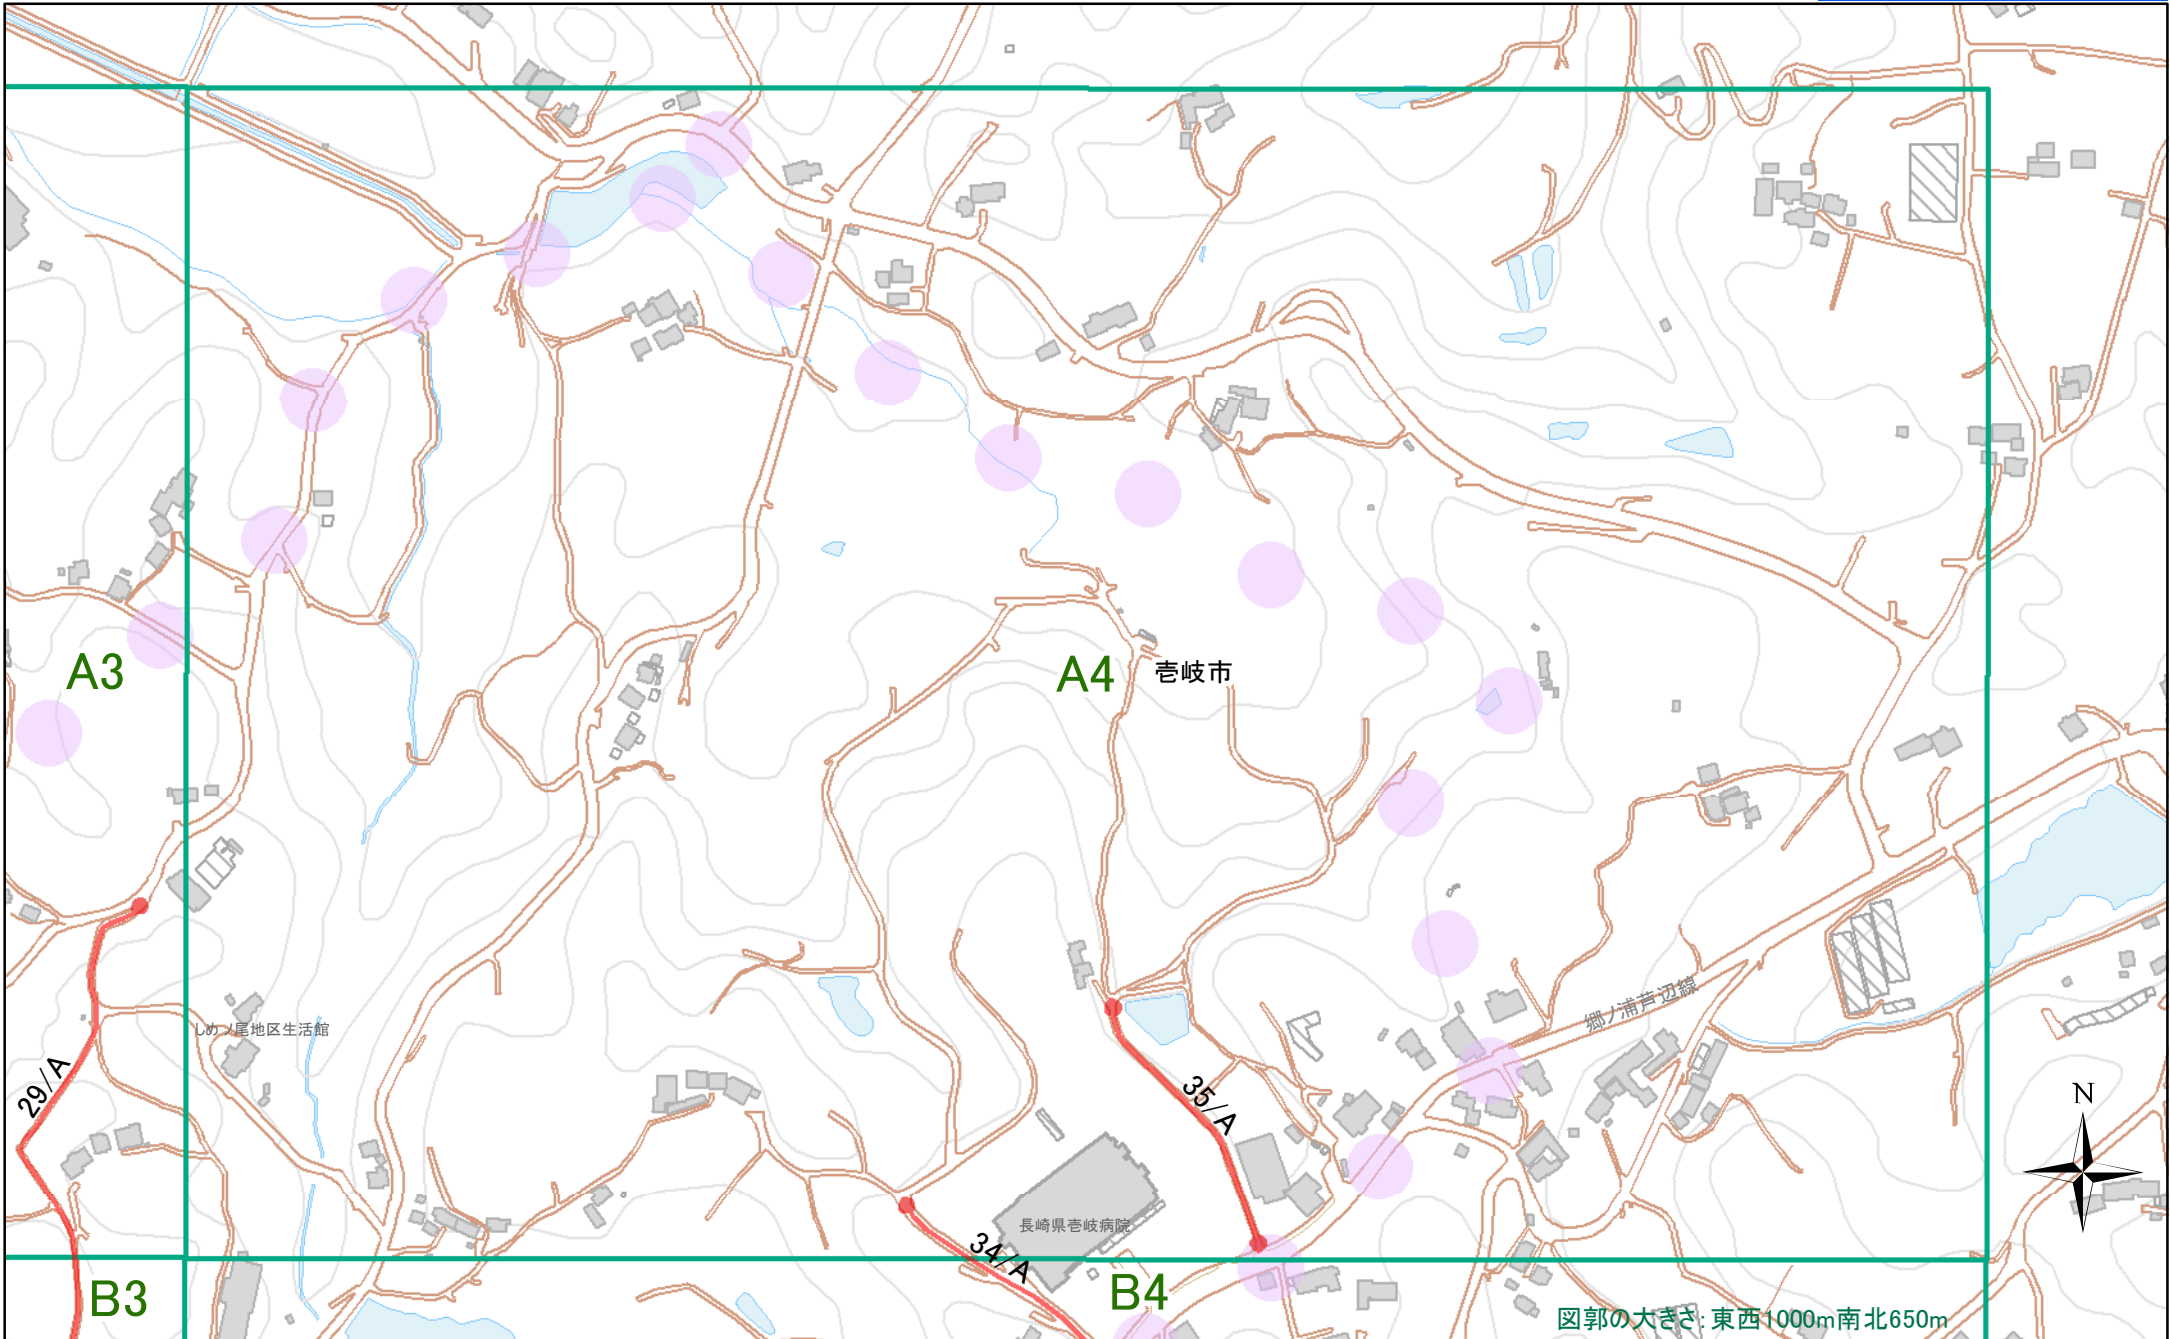 A3
A4
壱岐市
郷ノ浦芦辺線
しめノ尾地区生活館
29/A
35/A
N
長崎県壱岐病院
34/A
B3
B4
図郭の大きさ:東西1000m南北650m